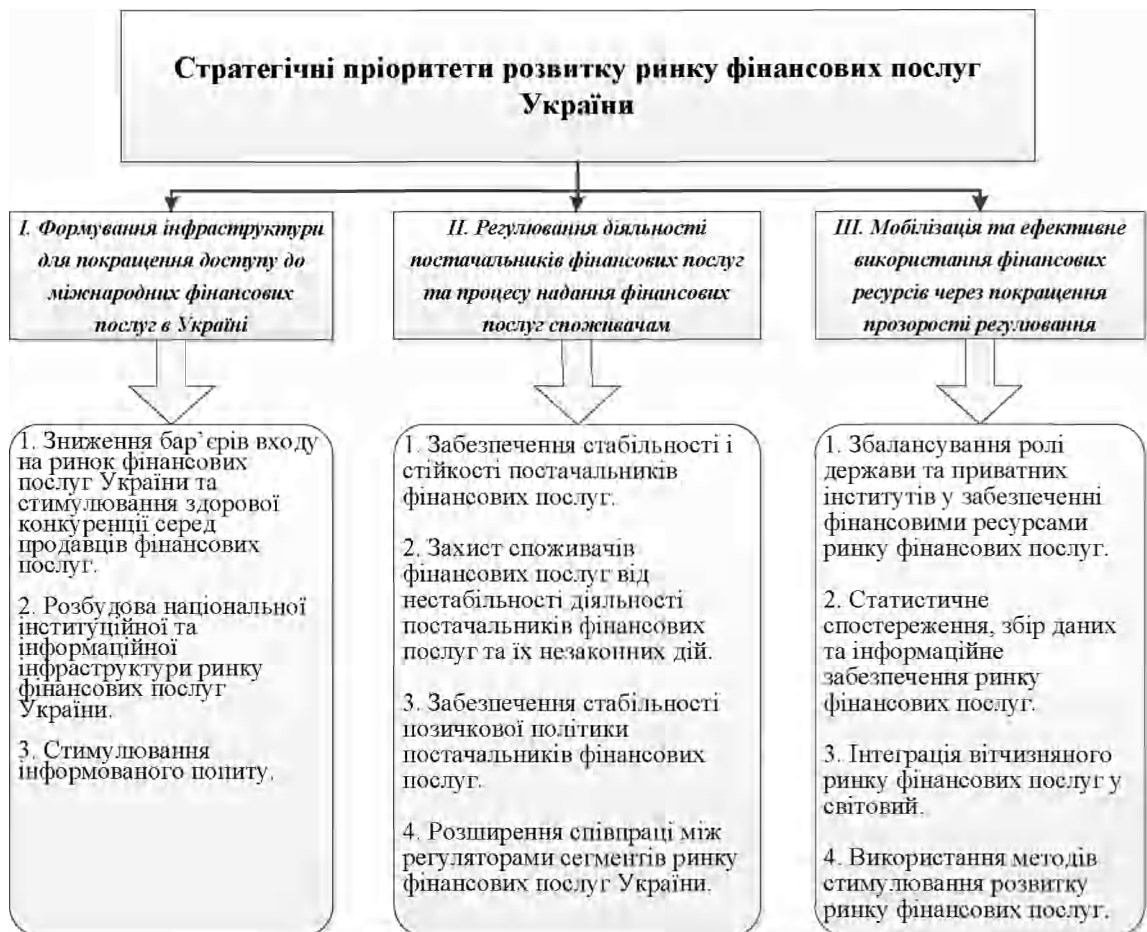 Стратегічні пріоритети розвитку ринку фінансових послуг
України
І. Формування інфраструктури
для покращення доступу до
міжнародних фінансових
послуг в Україні
ІІ. Регулювання діяльності
постачальників фінансових послуг
та процесу надання фінансових
послуг споживачам
ІІІ. Мобілізація та ефективне
використання фінансових
ресурсів через покращення
прозорості регулювання
1. Зниження бар’єрів входу
на ринок фінансових
послуг України та
стимулювання здорової
конкуренції серед
продавців фінансових
послуг.
2. Розбудова національної
інституційної та
інформаційної
інфраструктури ринку
фінансових послуг
України.
3. Стимулювання
інформованого попиту.
1. Забезпечення стабільності і
стійкості постачальників
фінансових послуг.
2. Захист споживачів
фінансових послуг від
нестабільності діяльності
постачальників фінансових
послуг та їх незаконних дій.
3. Забезпечення стабільності
позичкової політики
постачальників фінансових
послуг.
4. Розширення співпраці між
регуляторами сегментів ринку
фінансових послуг України.
1. Збалансування ролі
держави та приватних
інститутів у забезпеченні
фінансовими ресурсами
ринку фінансових послуг.
2. Статистичне
спостереження, збір даних
та інформаційне
забезпечення ринку
фінансових послуг.
3. Інтеграція вітчизняного
ринку фінансових послуг у
світовий.
4. Використання методів
стимулювання розвитку
ринку фінансових послуг.